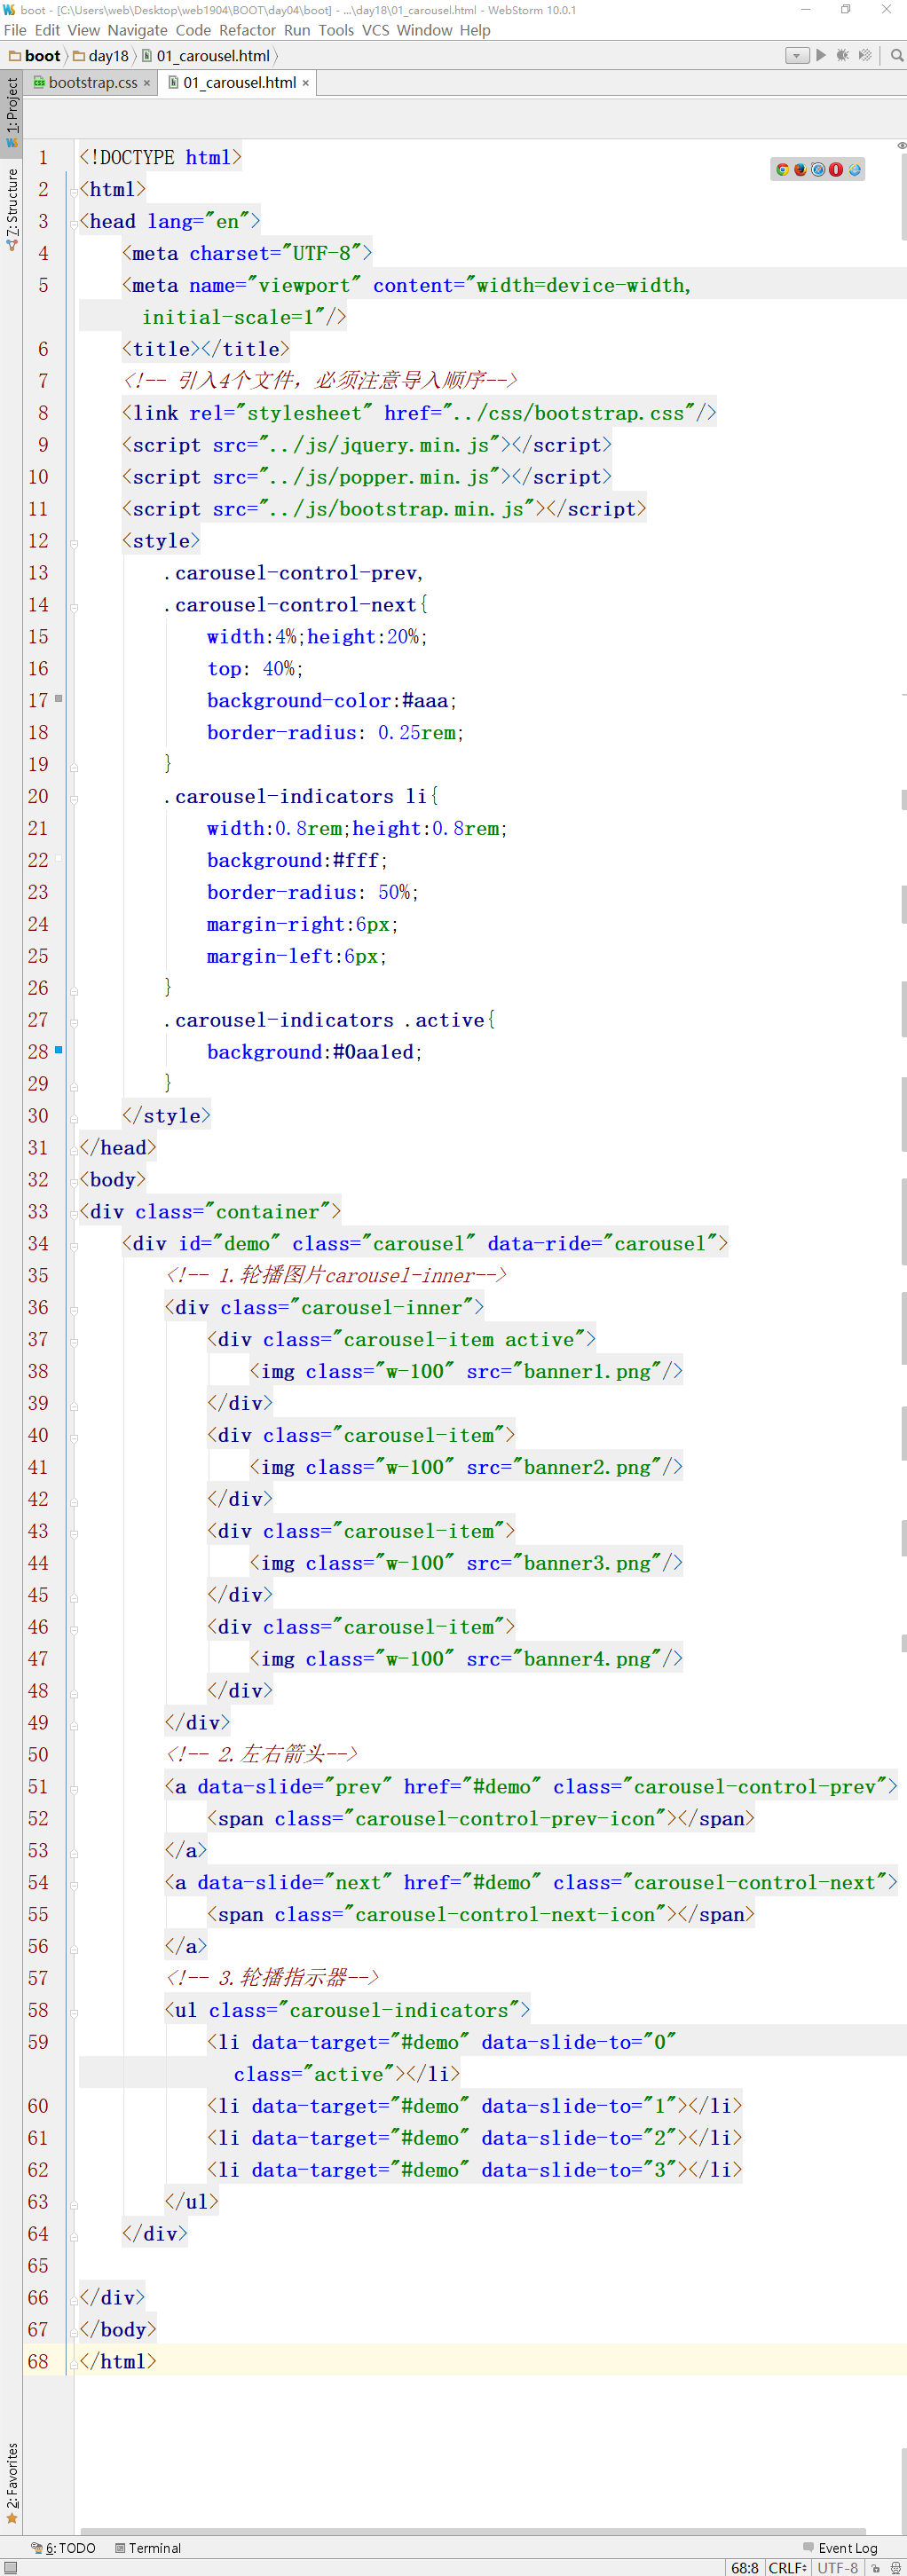 boot - [C:\Users\web\Desktop\web1904\BOOT\day04\boot] - ...\day18\01_carousel.html - WebStorm 10.0.1
File Edit View Navigate Code Refactor Run Tools VCS Window Help
boot day18 01_carousel.html
1: Project
bootstrap.css × 01_carousel.html ×
7: Structure
1 <!DOCTYPE html>
2 <html>
3 <head lang="en">
4 <meta charset="UTF-8">
5 <meta name="viewport" content="width=device-width,
initial-scale=1"/>
6 <title></title>
7 <!-- 引入4个文件，必须注意导入顺序-->
8 <link rel="stylesheet" href="../css/bootstrap.css"/>
9 <script src="../js/jquery.min.js"></script>
10 <script src="../js/popper.min.js"></script>
11 <script src="../js/bootstrap.min.js"></script>
12 <style>
13 .carousel-control-prev,
14 .carousel-control-next{
15 width:4%;height:20%;
16 top: 40%;
17 background-color:#aaa;
18 border-radius: 0.25rem;
19 }
20 .carousel-indicators li{
21 width:0.8rem;height:0.8rem;
22 background:#fff;
23 border-radius: 50%;
24 margin-right:6px;
25 margin-left:6px;
26 }
27 .carousel-indicators .active{
28 background:#0aa1ed;
29 }
30 </style>
31 </head>
32 <body>
33 <div class="container">
34 <div id="demo" class="carousel" data-ride="carousel">
35 <!-- 1.轮播图片carousel-inner-->
36 <div class="carousel-inner">
37 <div class="carousel-item active">
38 <img class="w-100" src="banner1.png"/>
39 </div>
40 <div class="carousel-item">
41 <img class="w-100" src="banner2.png"/>
42 </div>
43 <div class="carousel-item">
44 <img class="w-100" src="banner3.png"/>
45 </div>
46 <div class="carousel-item">
47 <img class="w-100" src="banner4.png"/>
48 </div>
49 </div>
50 <!-- 2.左右箭头-->
51 <a data-slide="prev" href="#demo" class="carousel-control-prev">
52 <span class="carousel-control-prev-icon"></span>
53 </a>
54 <a data-slide="next" href="#demo" class="carousel-control-next">
55 <span class="carousel-control-next-icon"></span>
56 </a>
57 <!-- 3.轮播指示器-->
58 <ul class="carousel-indicators">
59 <li data-target="#demo" data-slide-to="0"
class="active"></li>
60 <li data-target="#demo" data-slide-to="1"></li>
61 <li data-target="#demo" data-slide-to="2"></li>
62 <li data-target="#demo" data-slide-to="3"></li>
63 </ul>
64 </div>
65
66 </div>
67 </body>
68 </html>
2: Favorites
6: TODO Terminal Event Log
68:8 CRLF UTF-8